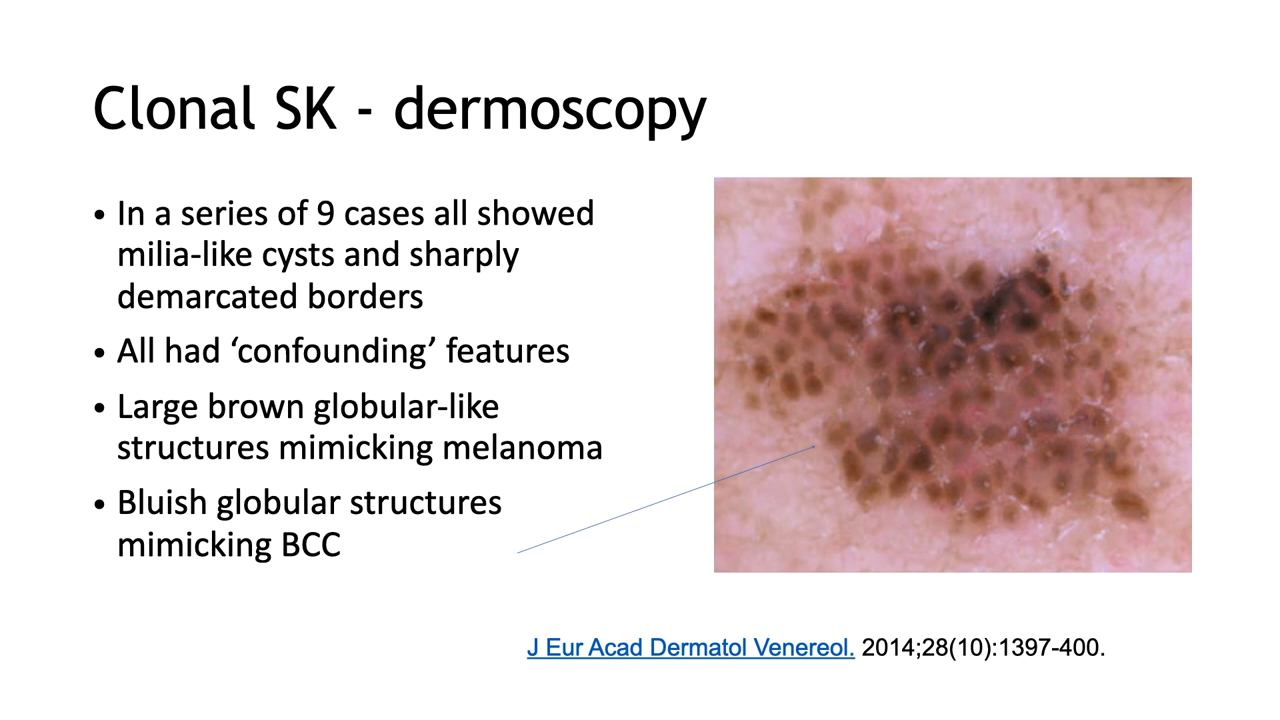 Clonal SK - dermoscopy
• In a series of 9 cases all showed
milia-like cysts and sharply
demarcated borders
• All had ‘confounding’ features
• Large brown globular-like
structures mimicking melanoma
• Bluish globular structures
mimicking BCC
J Eur Acad Dermatol Venereol. 2014;28(10):1397-400.